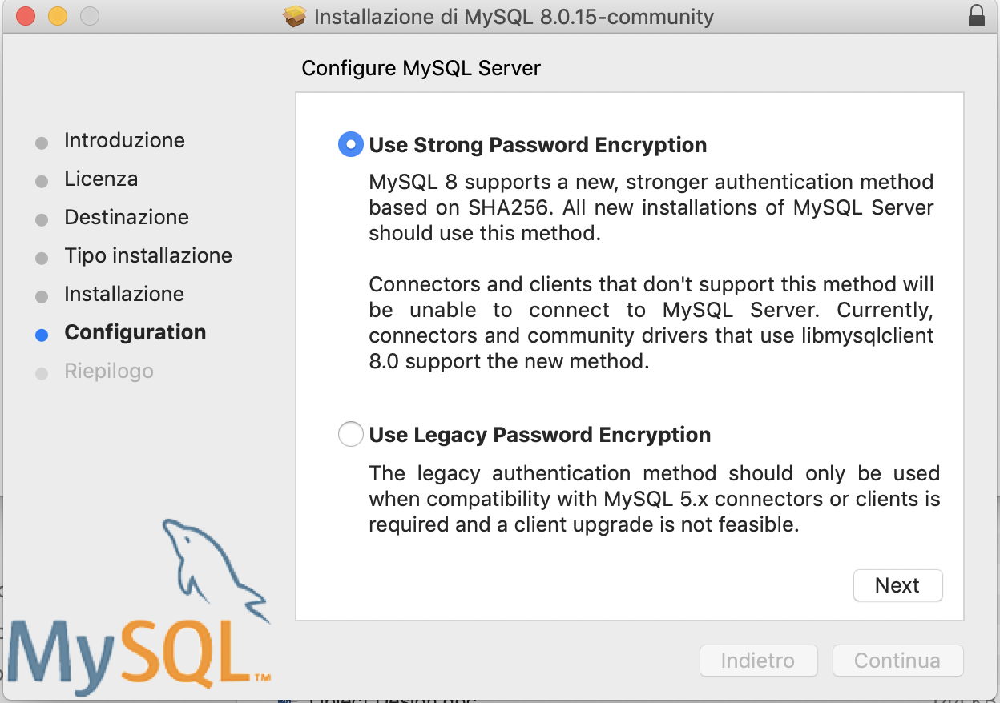 Installazione di MySQL 8.0.15-community
Configure MySQL Server
Introduzione
Licenza
Destinazione
Tipo installazione
Installazione
Configuration
Riepilogo
Use Strong Password Encryption
MySQL 8 supports a new, stronger authentication method
based on SHA256. All new installations of MySQL Server
should use this method.
Connectors and clients that don't support this method will
be unable to connect to MySQL Server. Currently,
connectors and community drivers that use libmysqlclient
8.0 support the new method.
Use Legacy Password Encryption
The legacy authentication method should only be used
when compatibility with MySQL 5.x connectors or clients is
required and a client upgrade is not feasible.
Next
MySQL™
Indietro
Continua